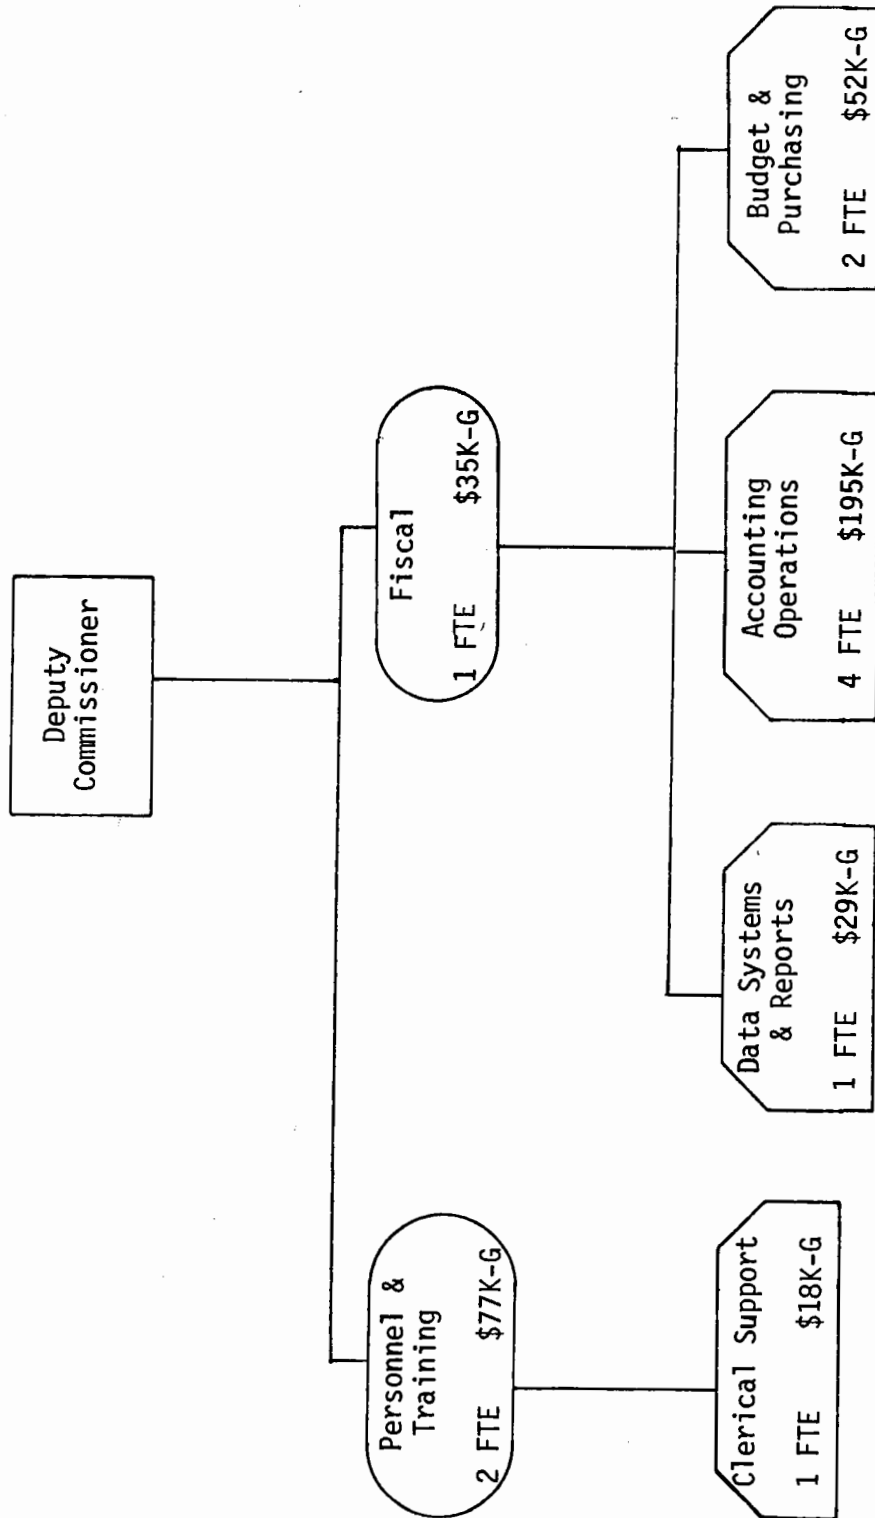 Deputy
Commissioner
Personnel &
Training
2 FTE $77K-G
Fiscal
1 FTE $35K-G
Clerical Support
1 FTE $18K-G
Data Systems
& Reports
1 FTE $29K-G
Accounting
Operations
4 FTE $195K-G
Budget &
Purchasing
2 FTE $52K-G